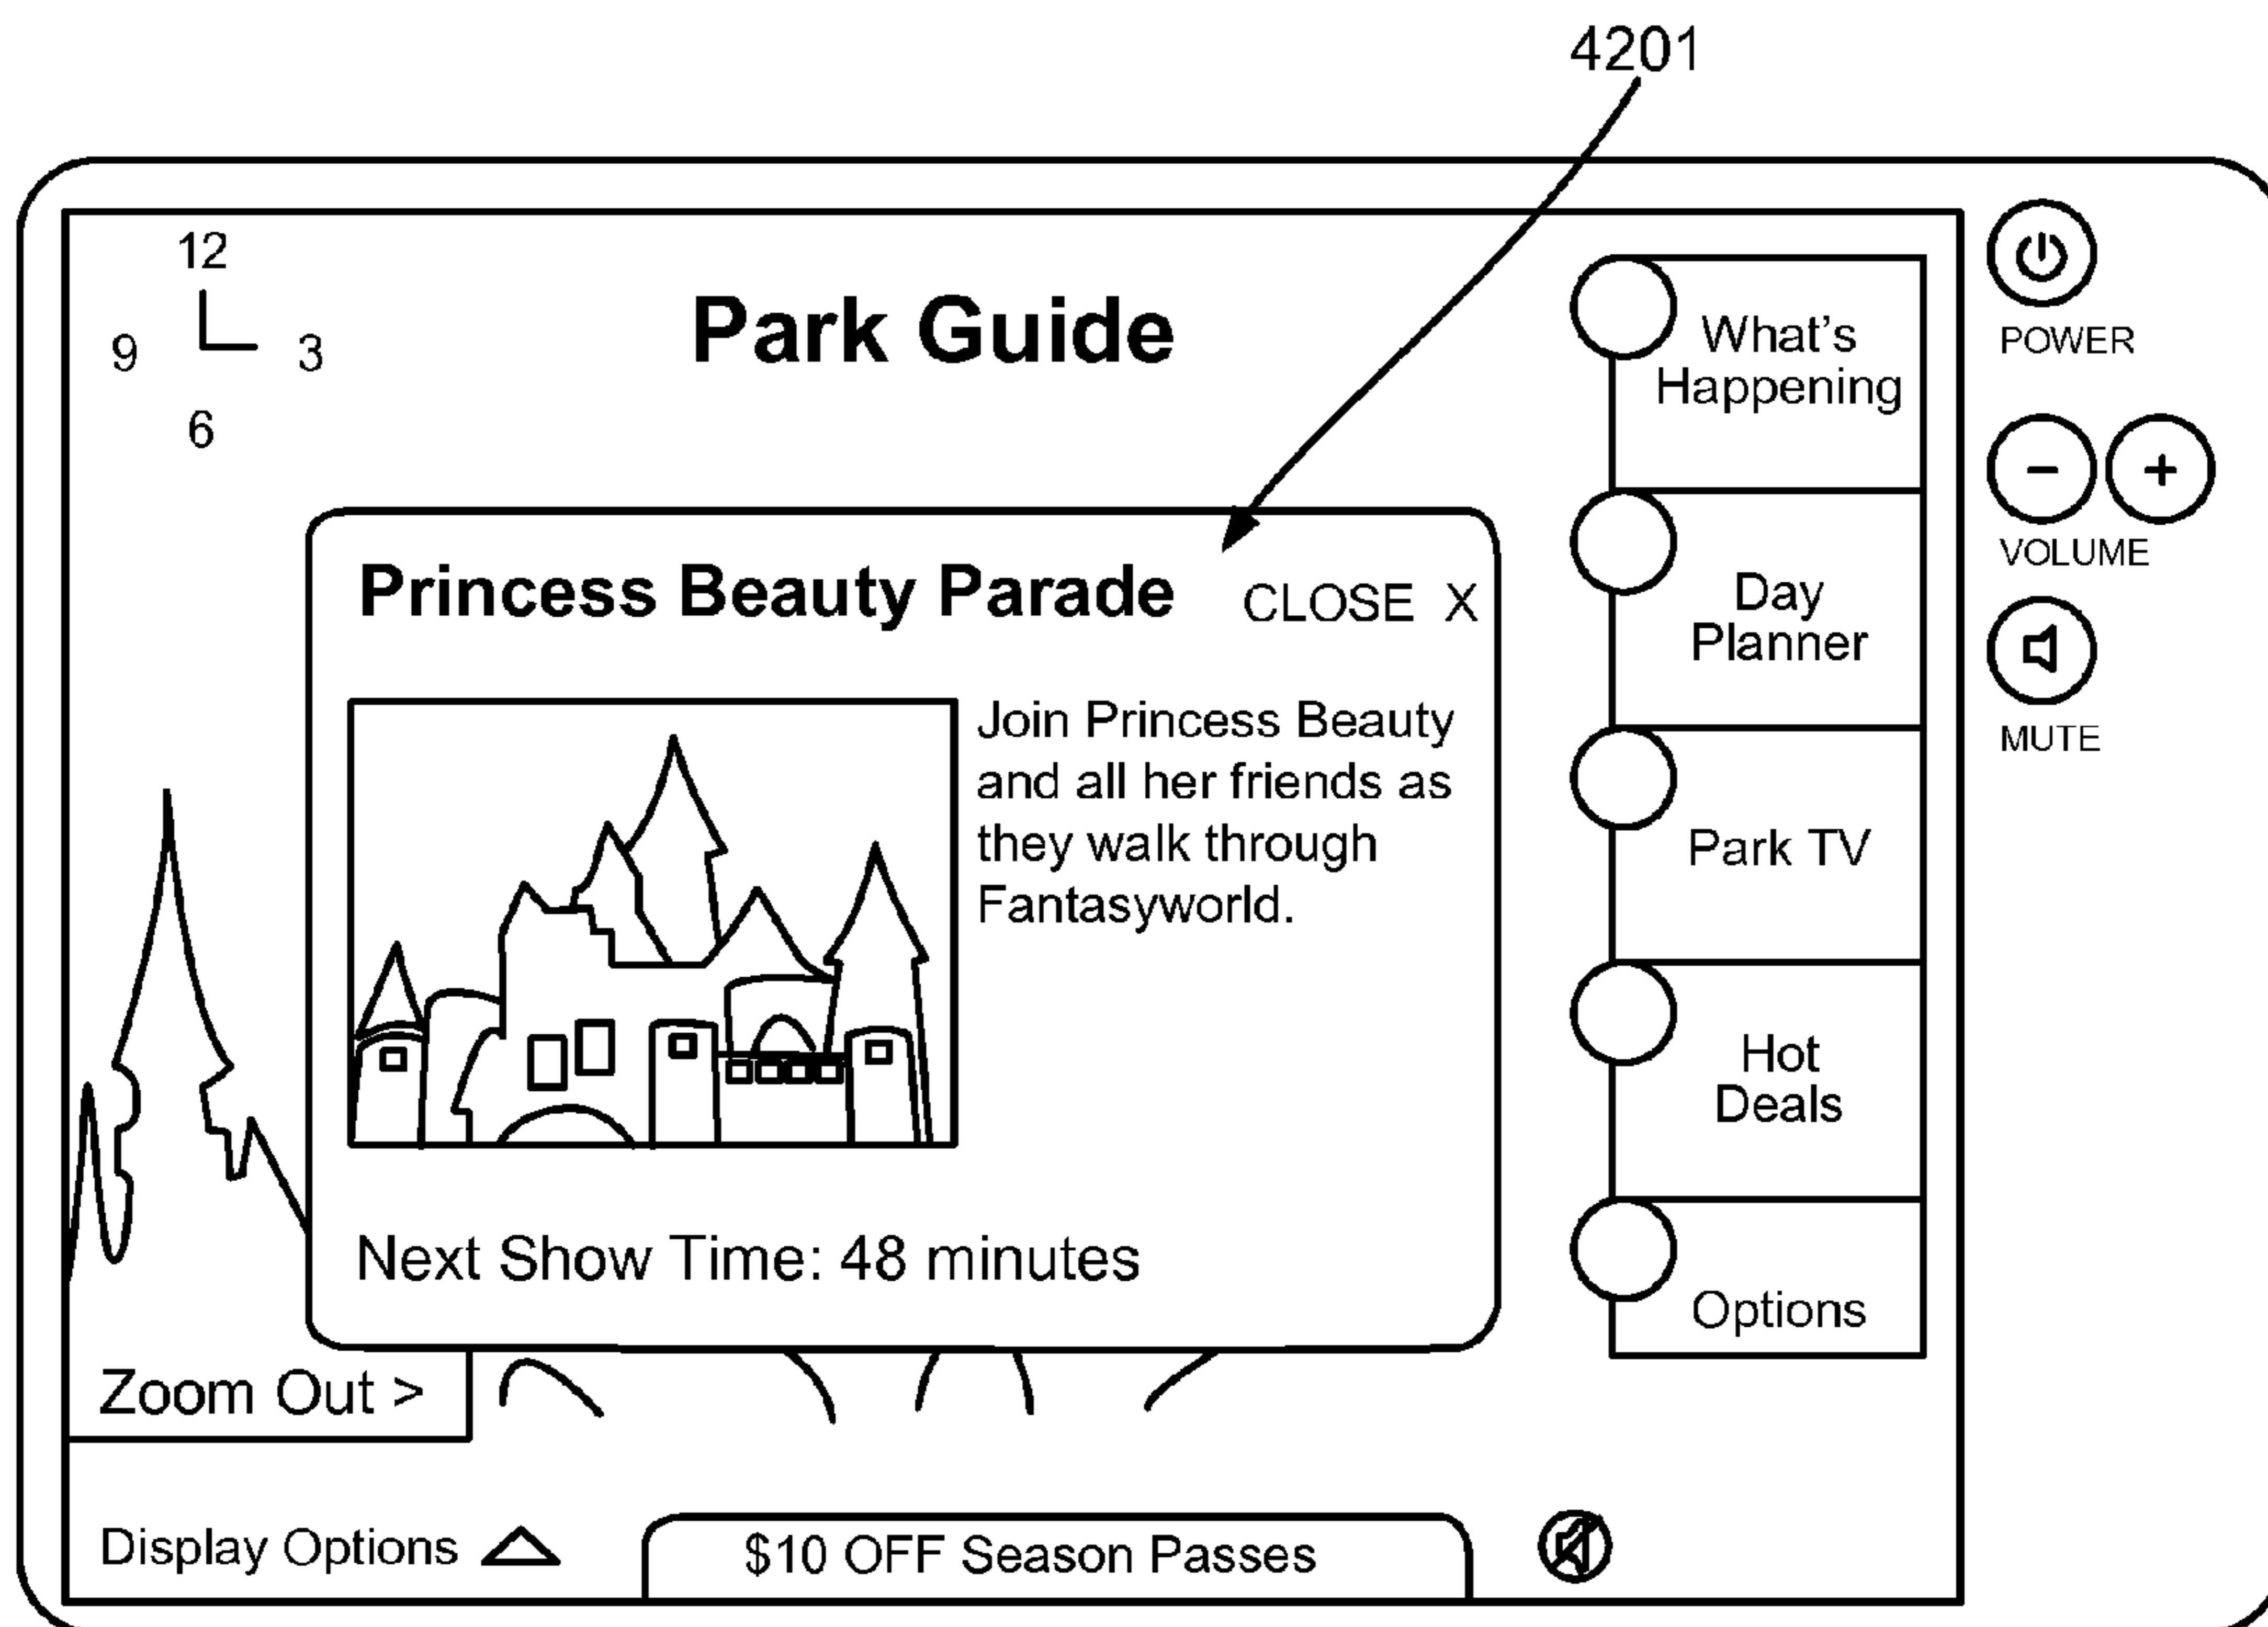 4201
12
9
3
6
Park Guide
Princess Beauty Parade
CLOSE X
Join Princess Beauty
and all her friends as
they walk through
Fantasyworld.
Next Show Time: 48 minutes
Zoom Out >
Display Options
$10 OFF Season Passes
What's
Happening
Day
Planner
Park TV
Hot
Deals
Options
POWER
− +
VOLUME
MUTE